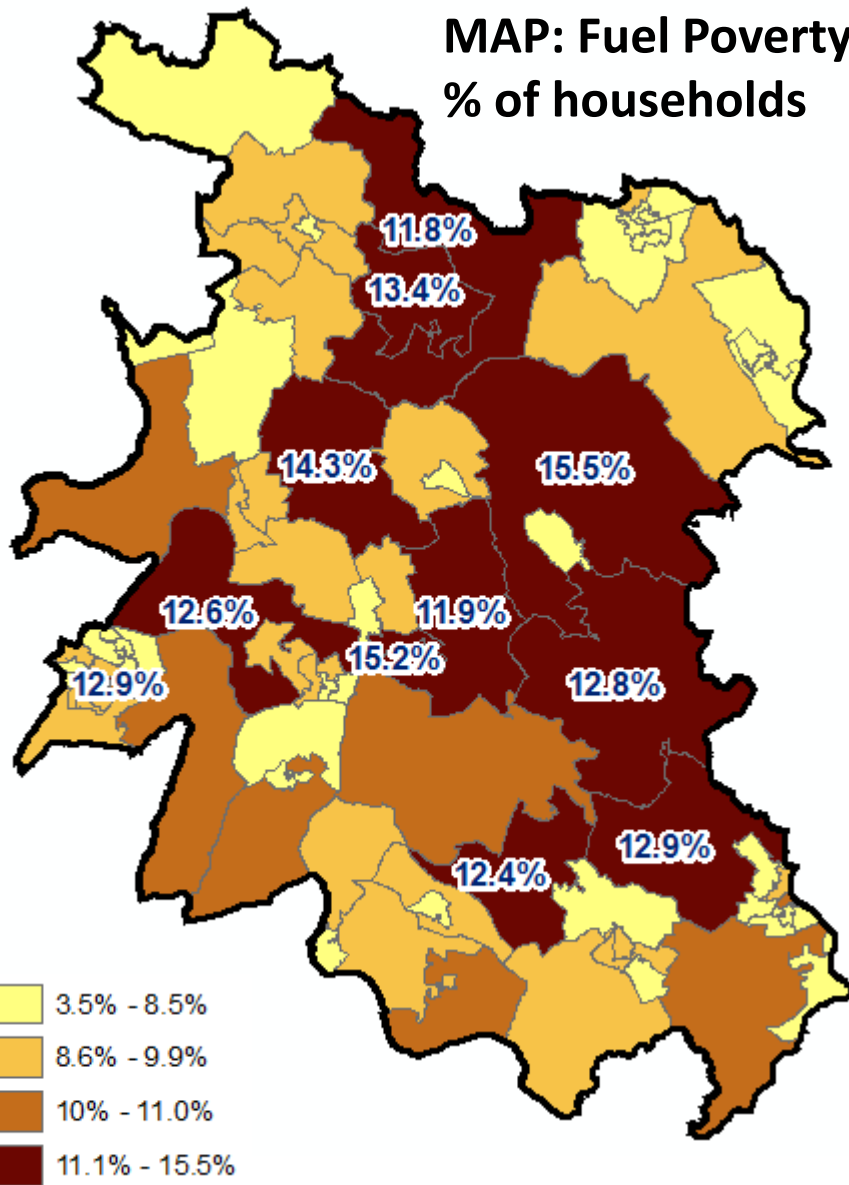 MAP: Fuel Poverty
% of households
11.8%
13.4%
14.3%
15.5%
12.6%
11.9%
15.2%
12.9%
12.8%
12.9%
12.4%
3.5% - 8.5%
8.6% - 9.9%
10% - 11.0%
11.1% - 15.5%